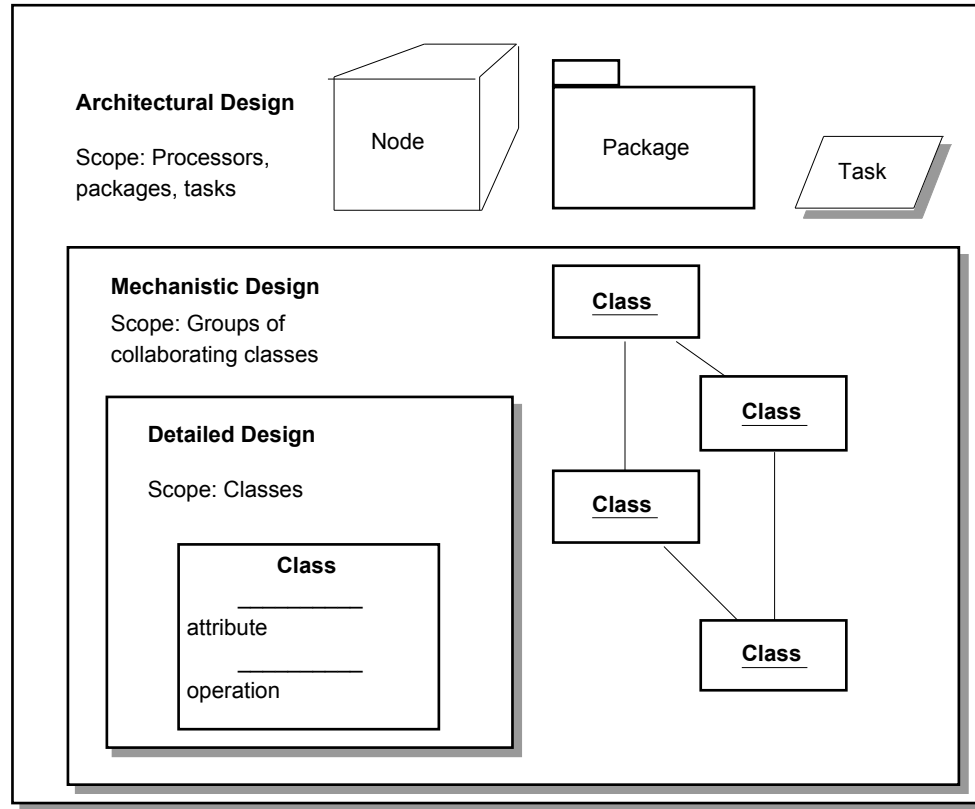 Architectural Design
Scope: Processors,
packages, tasks
Node
Package
Task
Mechanistic Design
Scope: Groups of
collaborating classes
Class
Class
Class
Class
Detailed Design
Scope: Classes
Class
attribute
operation